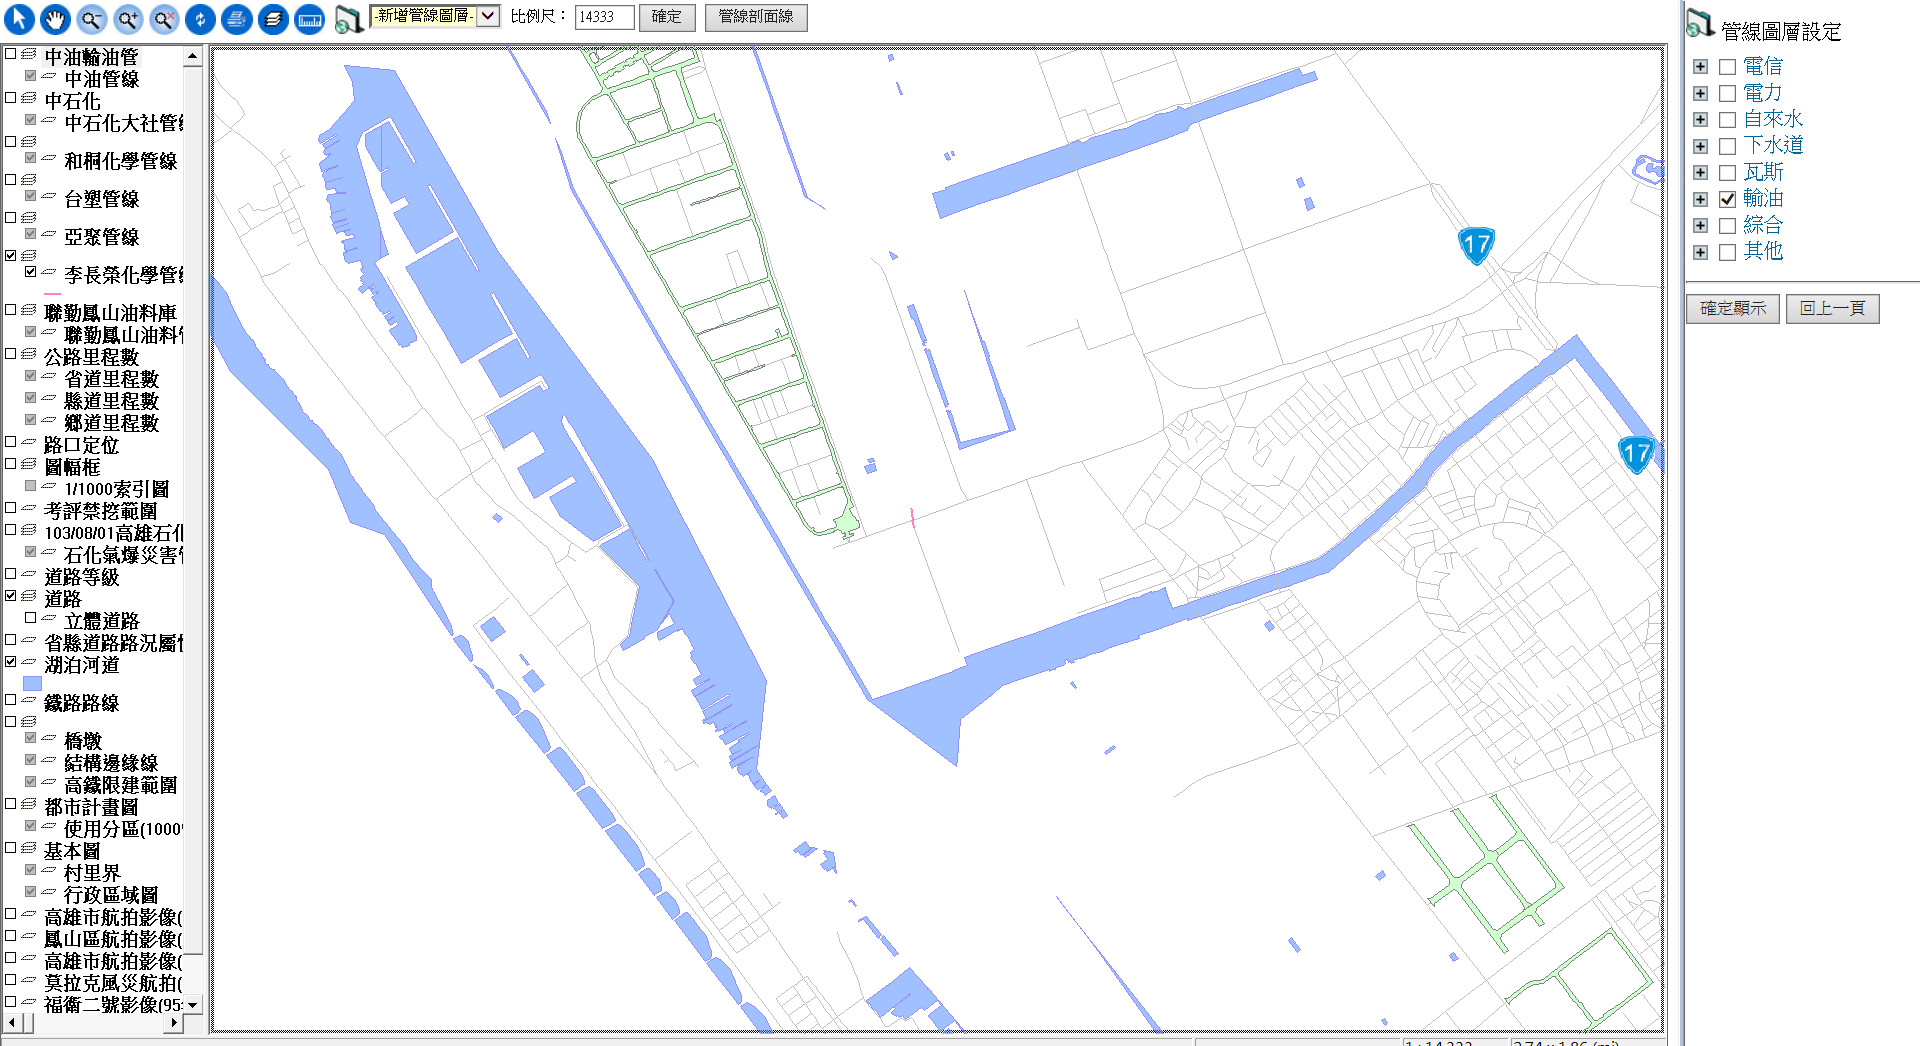 -新增管線圖層-
比例尺：
14333
確定
管線剖面線
中油輸油管
中油管線
中石化
中石化大社管
和桐化學管線
台塑管線
亞聚管線
李長榮化學管
聯勤鳳山油料庫
聯勤鳳山油料
公路里程數
省道里程數
縣道里程數
鄉道里程數
路口定位
圖幅框
1/1000索引圖
考評禁挖範圍
103/08/01高雄石
石化氣爆災害
道路等級
道路
立體道路
省縣道路路況屬
湖泊河道
鐵路路線
橋墩
結構邊緣線
高鐵限建範圍
都市計畫圖
使用分區(1000
基本圖
村里界
行政區域圖
高雄市航拍影像(
鳳山區航拍影像(
高雄市航拍影像(
莫拉克風災航拍(
福衛二號影像(95
17
17
管線圖層設定
電信
電力
自來水
下水道
瓦斯
輸油
綜合
其他
確定顯示
回上一頁